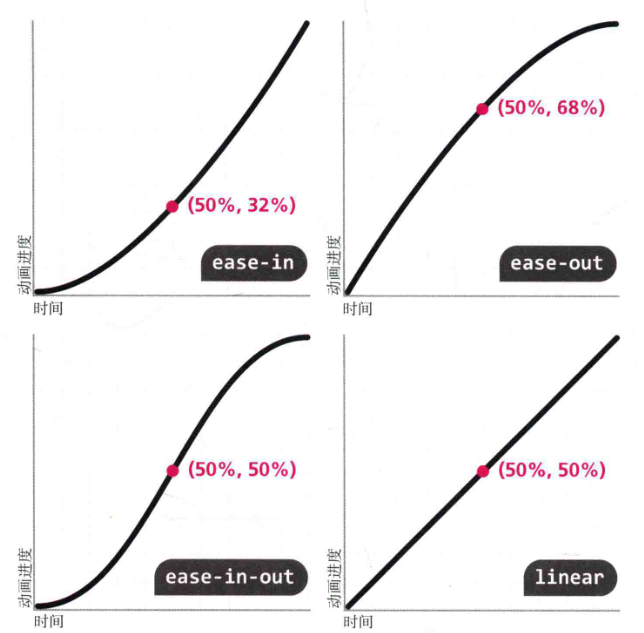 (50%, 32%)
ease-in
动画进度
时间
(50%, 68%)
ease-out
动画进度
时间
(50%, 50%)
ease-in-out
动画进度
时间
(50%, 50%)
linear
动画进度
时间